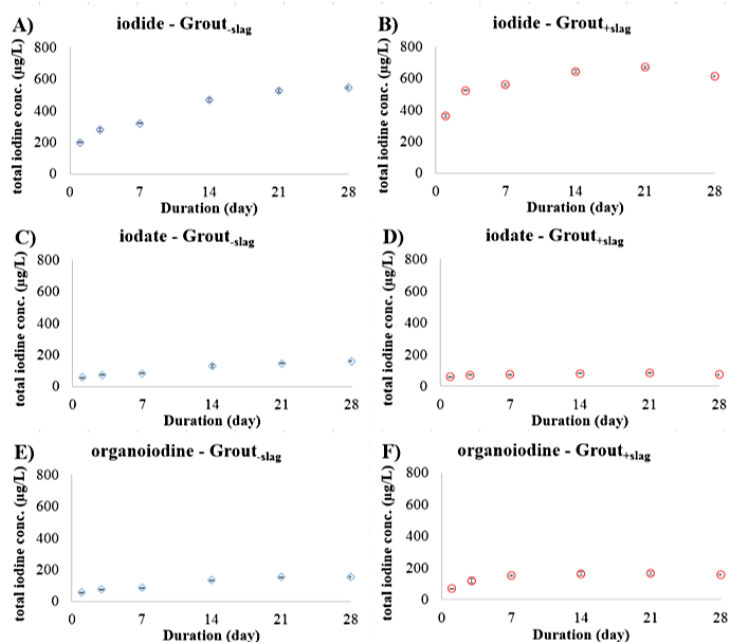 A) iodide - Grout-slag
total iodine conc. (µg/L)
800
600
400
200
0
0 7 14 21 28
Duration (day)
B) iodide - Grout+slag
total iodine conc. (µg/L)
800
600
400
200
0
0 7 14 21 28
Duration (day)
C) iodate - Grout-slag
total iodine conc. (µg/L)
800
600
400
200
0
0 7 14 21 28
Duration (day)
D) iodate - Grout+slag
total iodine conc. (µg/L)
800
600
400
200
0
0 7 14 21 28
Duration (day)
E) organoiodine - Grout-slag
total iodine conc. (µg/L)
800
600
400
200
0
0 7 14 21 28
Duration (day)
F) organoiodine - Grout+slag
total iodine conc. (µg/L)
800
600
400
200
0
0 7 14 21 28
Duration (day)